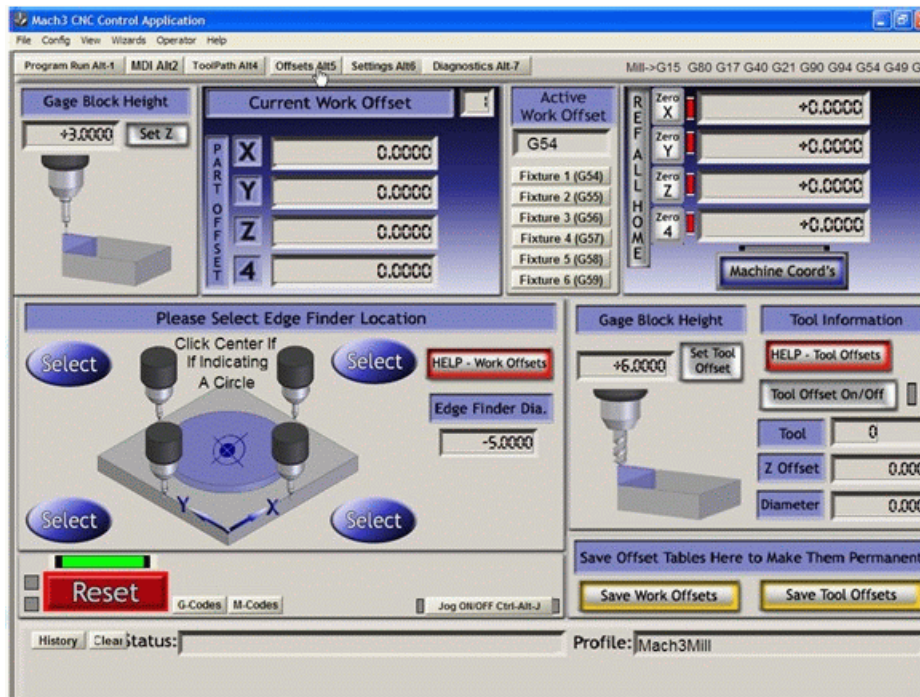 Mach3 CNC Control Application
File Config View Wizards Operator Help
Program Run Alt-1 MDI Alt2 ToolPath Alt4 Offsets Alt5 Settings Alt6 Diagnostics Alt-7 Mill->G15 G80 G17 G40 G21 G90 G94 G54 G49 G
Gage Block Height
+3.0000 Set Z
Current Work Offset 1
PART OFFSET
X 0.0000
Y 0.0000
Z 0.0000
4 0.0000
Active
Work Offset
G54
Fixture 1 (G54)
Fixture 2 (G55)
Fixture 3 (G56)
Fixture 4 (G57)
Fixture 5 (G58)
Fixture 6 (G59)
REF ALL HOME
Zero X +0.0000
Zero Y +0.0000
Zero Z +0.0000
Zero 4 +0.0000
Machine Coord's
Please Select Edge Finder Location
Select
Click Center If
If Indicating
A Circle
Select
HELP - Work Offsets
Edge Finder Dia.
-5.0000
Y X
Select
Select
Gage Block Height
+6.0000
Set Tool
Offset
Tool Information
HELP - Tool Offsets
Tool Offset On/Off
Tool 0
Z Offset 0.000
Diameter 0.000
Save Offset Tables Here to Make Them Permanent
Save Work Offsets Save Tool Offsets
Reset
G-Codes M-Codes
Jog ON/OFF Ctrl-Alt-J
History Clear Status:
Profile: Mach3Mill